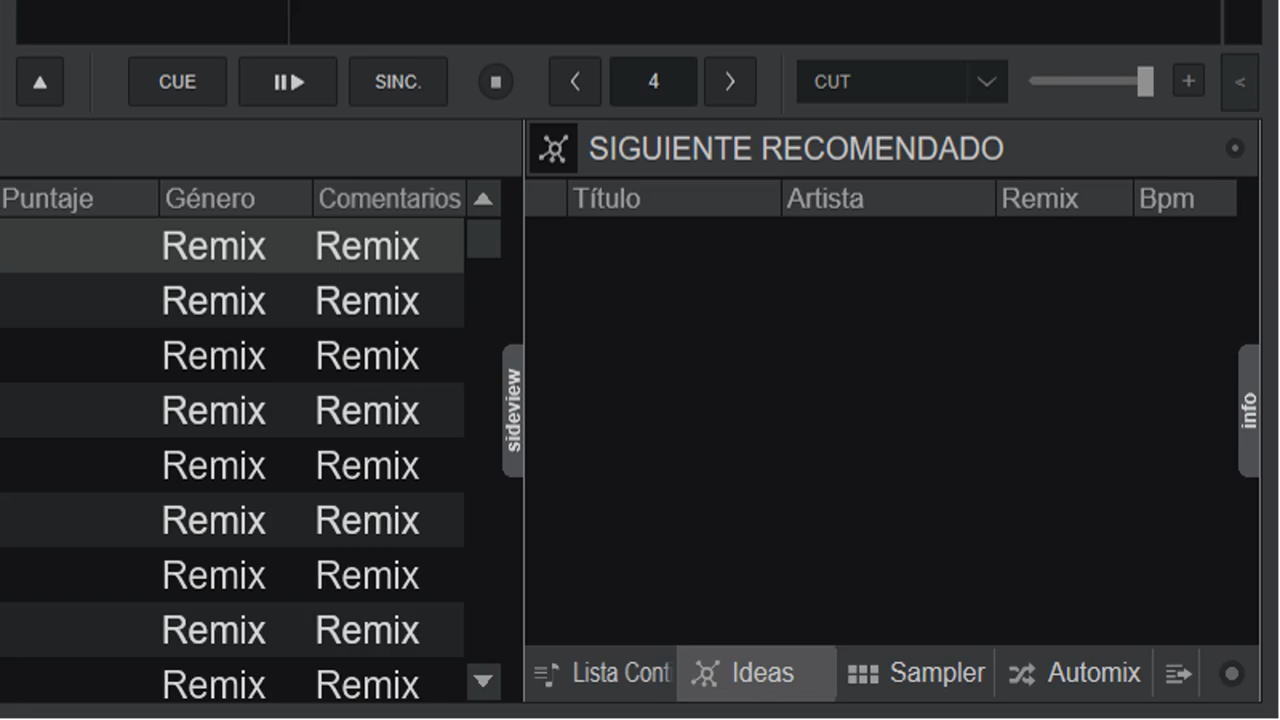 CUE
SINC.
4
CUT
SIGUIENTE RECOMENDADO
Puntaje Género Comentarios
Título Artista Remix Bpm
Remix Remix
Remix Remix
Remix Remix
Remix Remix
Remix Remix
Remix Remix
Remix Remix
Remix Remix
Remix Remix
sideview
info
Lista Conti Ideas Sampler Automix